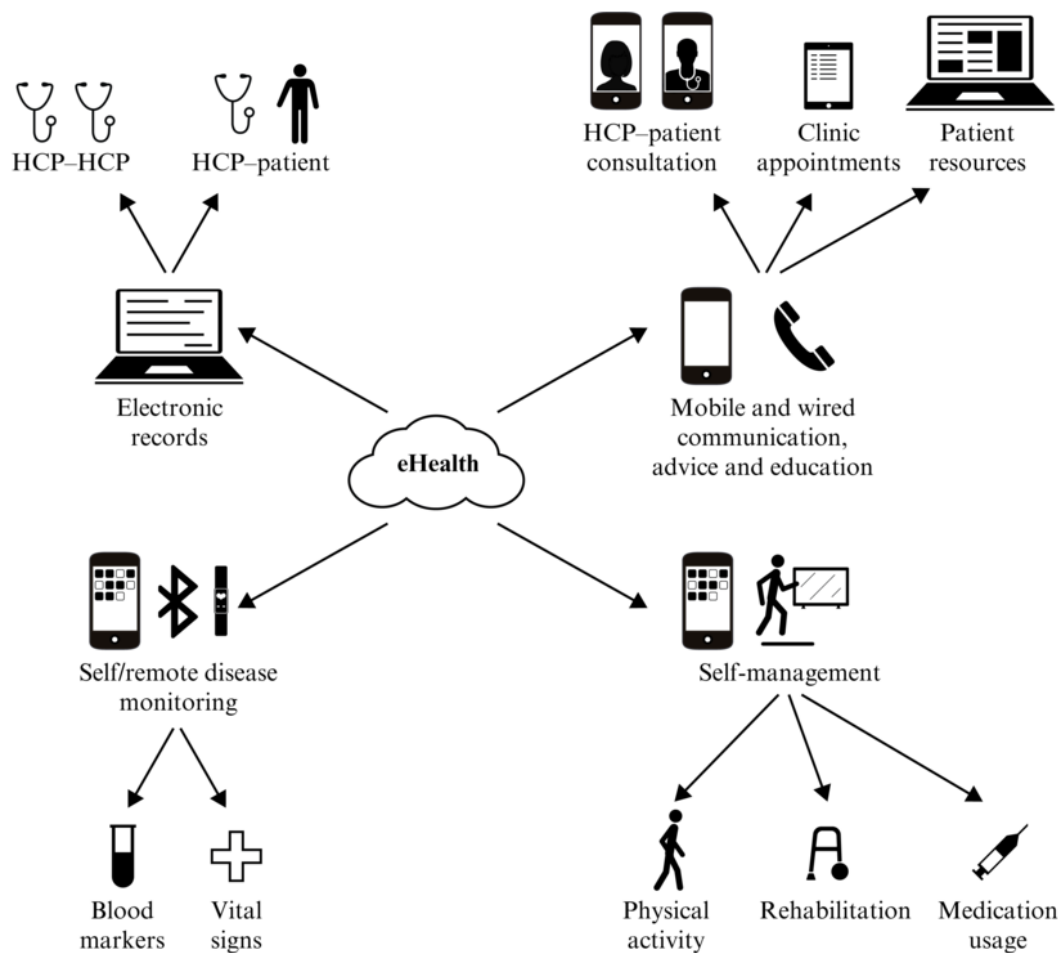 HCP–HCP
HCP–patient
HCP–patient
consultation
Clinic
appointments
Patient
resources
Electronic
records
Mobile and wired
communication,
advice and education
eHealth
Self/remote disease
monitoring
Self-management
Blood
markers
Vital
signs
Physical
activity
Rehabilitation
Medication
usage